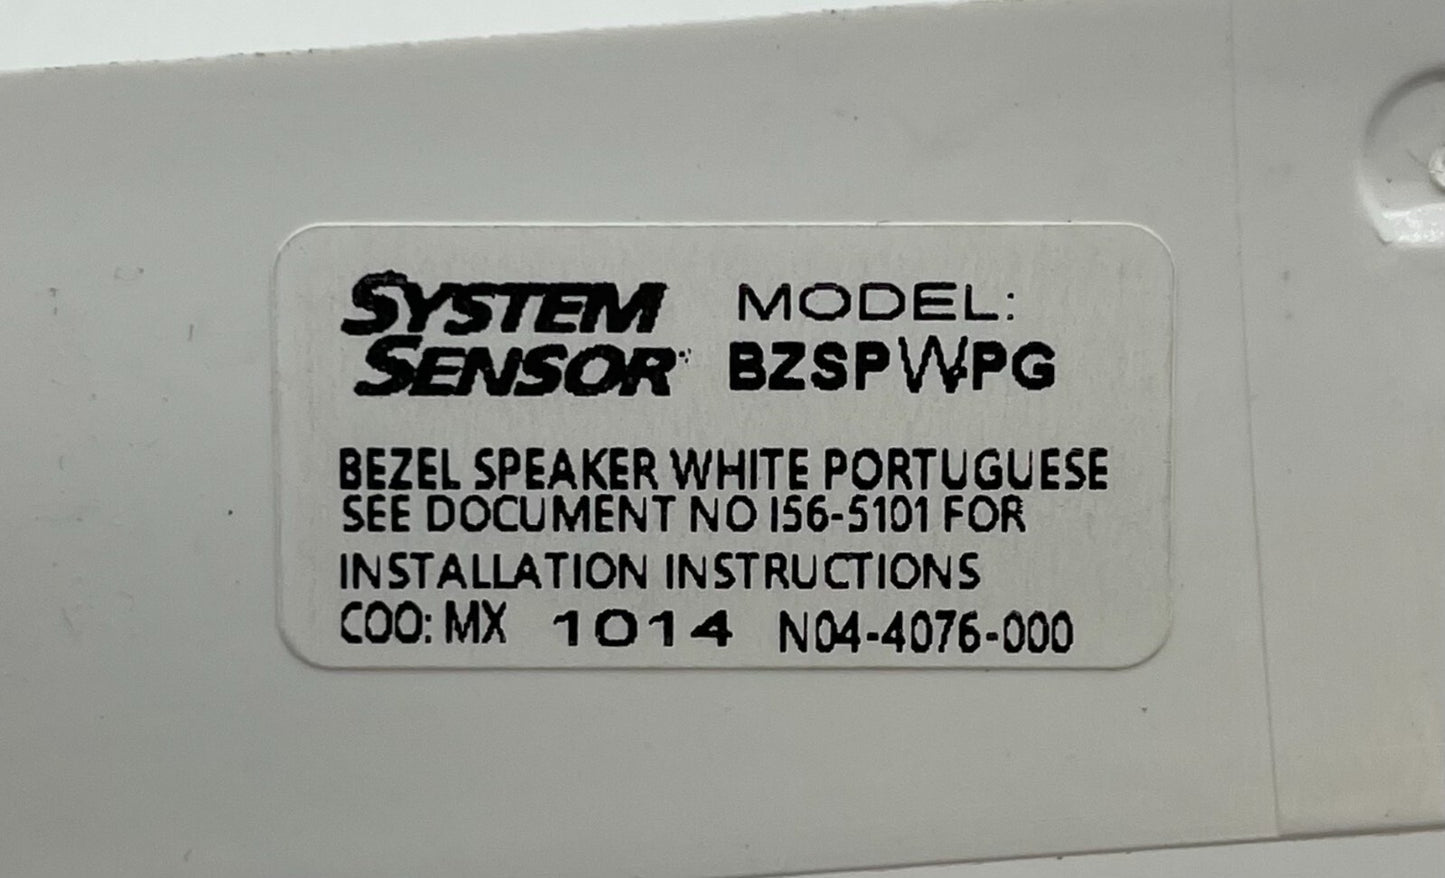 SYSTEM SENSOR
MODEL:
BZSPWPG
BEZEL SPEAKER WHITE PORTUGUESE
SEE DOCUMENT NO I56-5101 FOR
INSTALLATION INSTRUCTIONS
COO: MX 1014 N04-4076-000